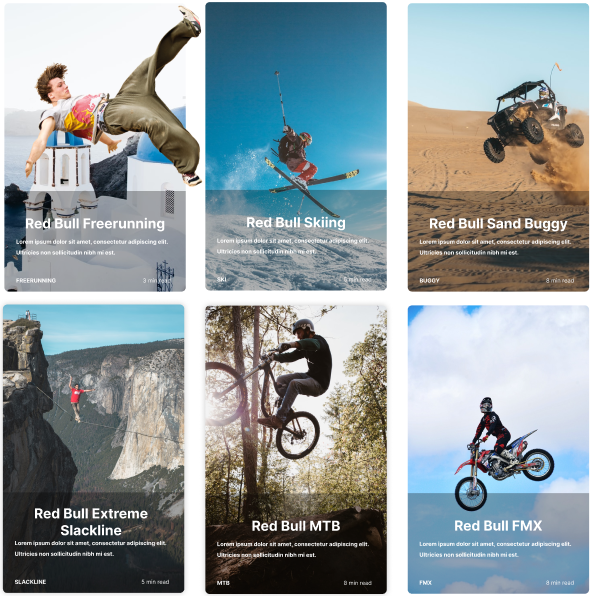 Red Bull Freerunning
Lorem ipsum dolor sit amet, consectetur adipiscing elit.
Ultricies non sollicitudin nibh mi est.
FREERUNNING 3 min read
Red Bull Skiing
Lorem ipsum dolor sit amet, consectetur adipiscing elit.
Ultricies non sollicitudin nibh mi est.
SKI 5 min read
Red Bull Sand Buggy
Lorem ipsum dolor sit amet, consectetur adipiscing elit.
Ultricies non sollicitudin nibh mi est.
BUGGY 8 min read
Red Bull Extreme
Slackline
Lorem ipsum dolor sit amet, consectetur adipiscing elit.
Ultricies non sollicitudin nibh mi est.
SLACKLINE 5 min read
Red Bull MTB
Lorem ipsum dolor sit amet, consectetur adipiscing elit.
Ultricies non sollicitudin nibh mi est.
MTB 8 min read
Red Bull FMX
Lorem ipsum dolor sit amet, consectetur adipiscing elit.
Ultricies non sollicitudin nibh mi est.
FMX 8 min read